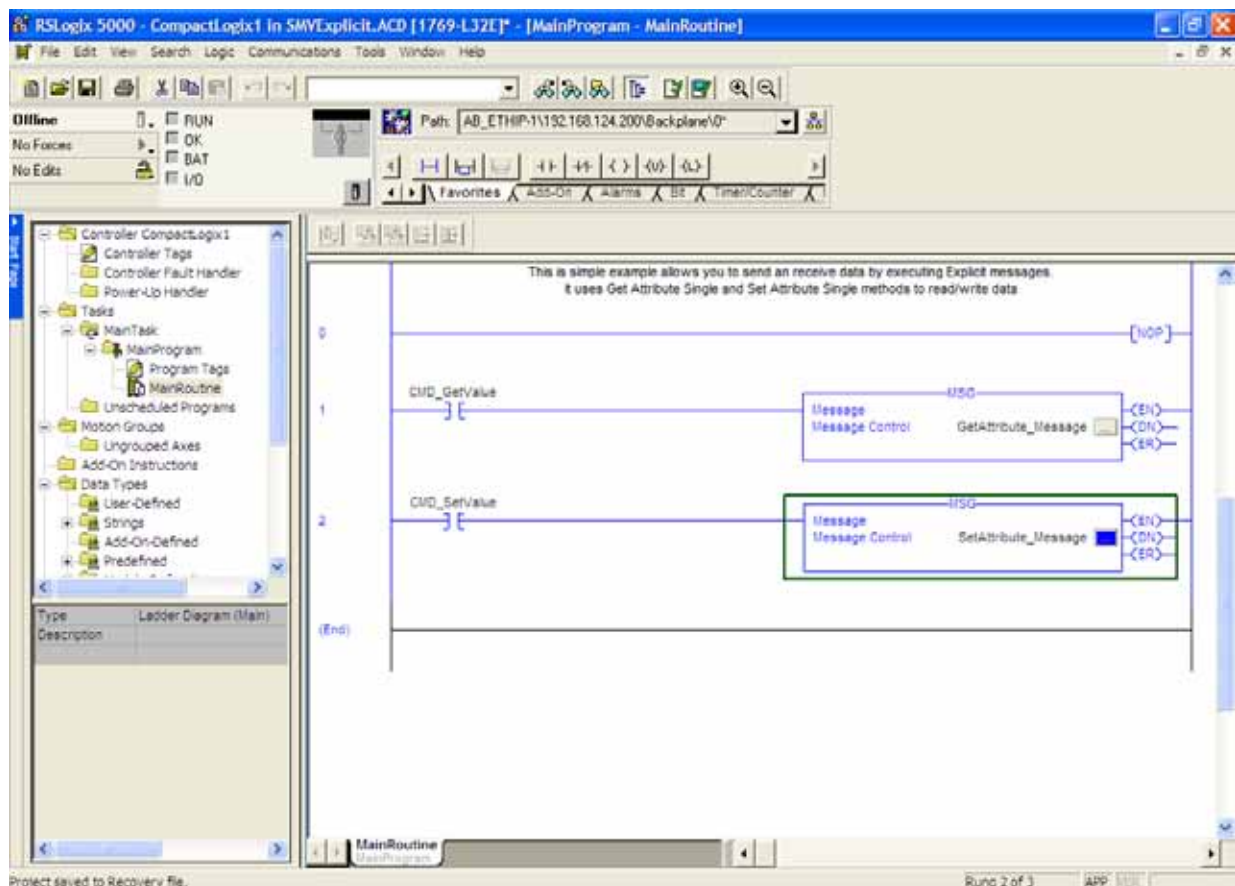 RSLogix 5000 - CompactLogix1 in SMVExplicit.ACD [1769-L32E]* - [MainProgram - MainRoutine]
File Edit View Search Logic Communications Tools Window Help
Offline
RUN
No Forces
OK
No Edits
BAT
I/O
Path: AB_ETHIP-1\192.168.124.200\Backplane\0*
Favorites Add-On Alarms Bit Timer/Counter
Start Page
Controller CompactLogix1
Controller Tags
Controller Fault Handler
Power-Up Handler
Tasks
MainTask
MainProgram
Program Tags
MainRoutine
Unscheduled Programs
Motion Groups
Ungrouped Axes
Add-On Instructions
Data Types
User-Defined
Strings
Add-On-Defined
Predefined
Type Ladder Diagram (Main)
Description
This is simple example allows you to send an receive data by executing Explicit messages.
It uses Get Attribute Single and Set Attribute Single methods to read/write data
0
NOP
CMD_GetValue
1
MSG
Message
Message Control GetAttribute_Message ...
EN
DN
ER
CMD_SetValue
2
MSG
Message
Message Control SetAttribute_Message
EN
DN
ER
(End)
MainRoutine
MainProgram
Project saved to Recovery file.
Rung 2 of 3
APP